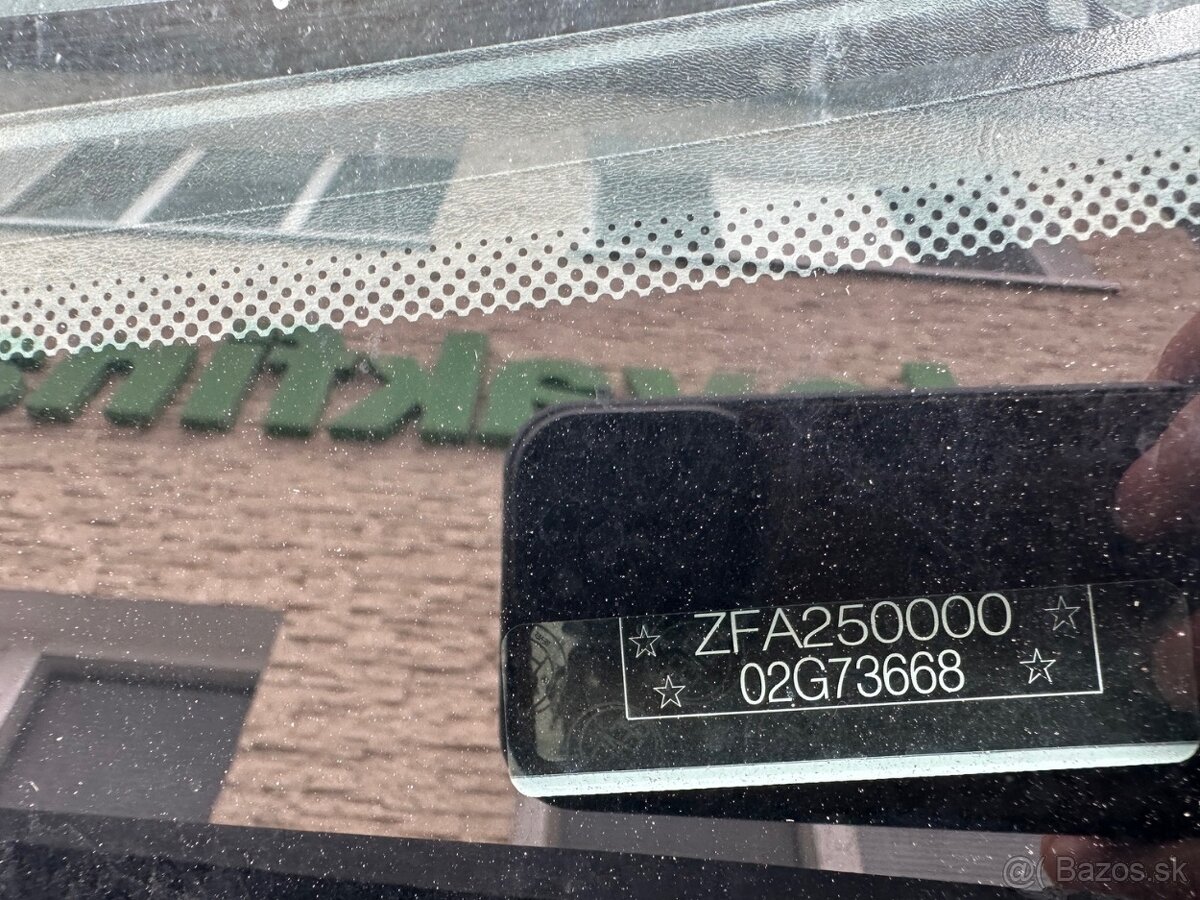 ☆ ZFA250000 ☆
☆ 02G73668 ☆
@( Bazos.sk